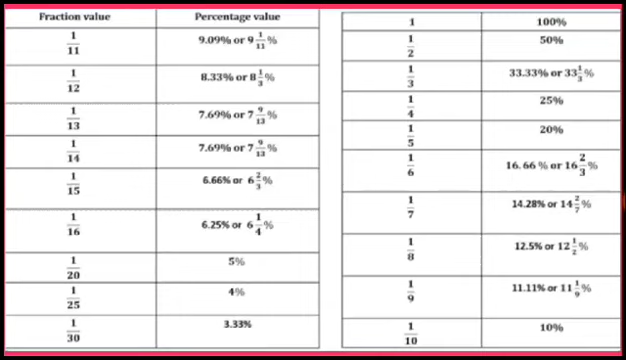 Fraction value Percentage value
1/11 9.09% or 9 1/11 %
1/12 8.33% or 8 1/3 %
1/13 7.69% or 7 9/13 %
1/14 7.69% or 7 9/13 %
1/15 6.66% or 6 2/3 %
1/16 6.25% or 6 1/4 %
1/20 5%
1/25 4%
1/30 3.33%
1 100%
1/2 50%
1/3 33.33% or 33 1/3 %
1/4 25%
1/5 20%
1/6 16.66 % or 16 2/3 %
1/7 14.28% or 14 2/7 %
1/8 12.5% or 12 1/2 %
1/9 11.11% or 11 1/9 %
1/10 10%